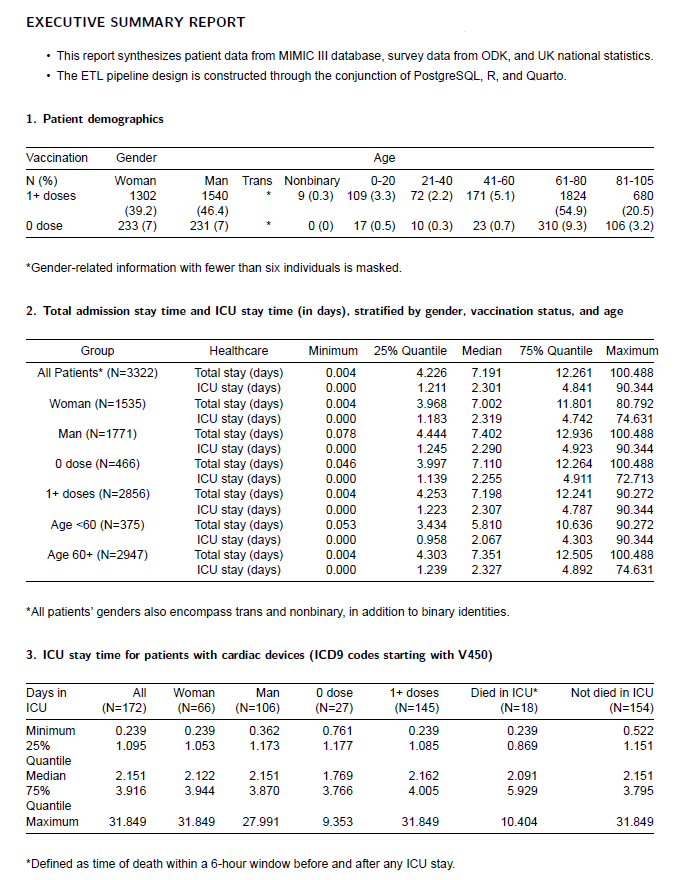 EXECUTIVE SUMMARY REPORT
• This report synthesizes patient data from MIMIC III database, survey data from ODK, and UK national statistics.
• The ETL pipeline design is constructed through the conjunction of PostgreSQL, R, and Quarto.
1. Patient demographics
Vaccination Gender Age
N (%) Woman Man Trans Nonbinary 0-20 21-40 41-60 61-80 81-105
1+ doses 1302 1540 * 9 (0.3) 109 (3.3) 72 (2.2) 171 (5.1) 1824 680
(39.2) (46.4) (54.9) (20.5)
0 dose 233 (7) 231 (7) * 0 (0) 17 (0.5) 10 (0.3) 23 (0.7) 310 (9.3) 106 (3.2)
*Gender-related information with fewer than six individuals is masked.
2. Total admission stay time and ICU stay time (in days), stratified by gender, vaccination status, and age
Group Healthcare Minimum 25% Quantile Median 75% Quantile Maximum
All Patients* (N=3322) Total stay (days) 0.004 4.226 7.191 12.261 100.488
ICU stay (days) 0.000 1.211 2.301 4.841 90.344
Woman (N=1535) Total stay (days) 0.004 3.968 7.002 11.801 80.792
ICU stay (days) 0.000 1.183 2.319 4.742 74.631
Man (N=1771) Total stay (days) 0.078 4.444 7.402 12.936 100.488
ICU stay (days) 0.000 1.245 2.290 4.923 90.344
0 dose (N=466) Total stay (days) 0.046 3.997 7.110 12.264 100.488
ICU stay (days) 0.000 1.139 2.255 4.911 72.713
1+ doses (N=2856) Total stay (days) 0.004 4.253 7.198 12.241 90.272
ICU stay (days) 0.000 1.223 2.307 4.787 90.344
Age <60 (N=375) Total stay (days) 0.053 3.434 5.810 10.636 90.272
ICU stay (days) 0.000 0.958 2.067 4.303 90.344
Age 60+ (N=2947) Total stay (days) 0.004 4.303 7.351 12.505 100.488
ICU stay (days) 0.000 1.239 2.327 4.892 74.631
*All patients' genders also encompass trans and nonbinary, in addition to binary identities.
3. ICU stay time for patients with cardiac devices (ICD9 codes starting with V450)
Days in All Woman Man 0 dose 1+ doses Died in ICU* Not died in ICU
ICU (N=172) (N=66) (N=106) (N=27) (N=145) (N=18) (N=154)
Minimum 0.239 0.239 0.362 0.761 0.239 0.239 0.522
25% 1.095 1.053 1.173 1.177 1.085 0.869 1.151
Quantile
Median 2.151 2.122 2.151 1.769 2.162 2.091 2.151
75% 3.916 3.944 3.870 3.766 4.005 5.929 3.795
Quantile
Maximum 31.849 31.849 27.991 9.353 31.849 10.404 31.849
*Defined as time of death within a 6-hour window before and after any ICU stay.